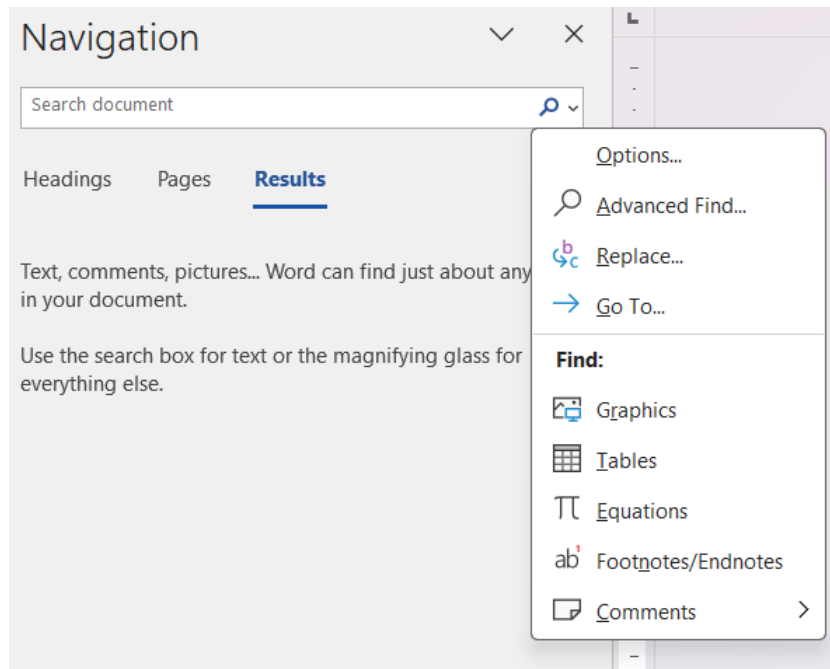 Navigation
Search document
Headings Pages Results
Text, comments, pictures... Word can find just about any
in your document.
Use the search box for text or the magnifying glass for
everything else.
Options...
Advanced Find...
Replace...
Go To...
Find:
Graphics
Tables
Equations
Footnotes/Endnotes
Comments